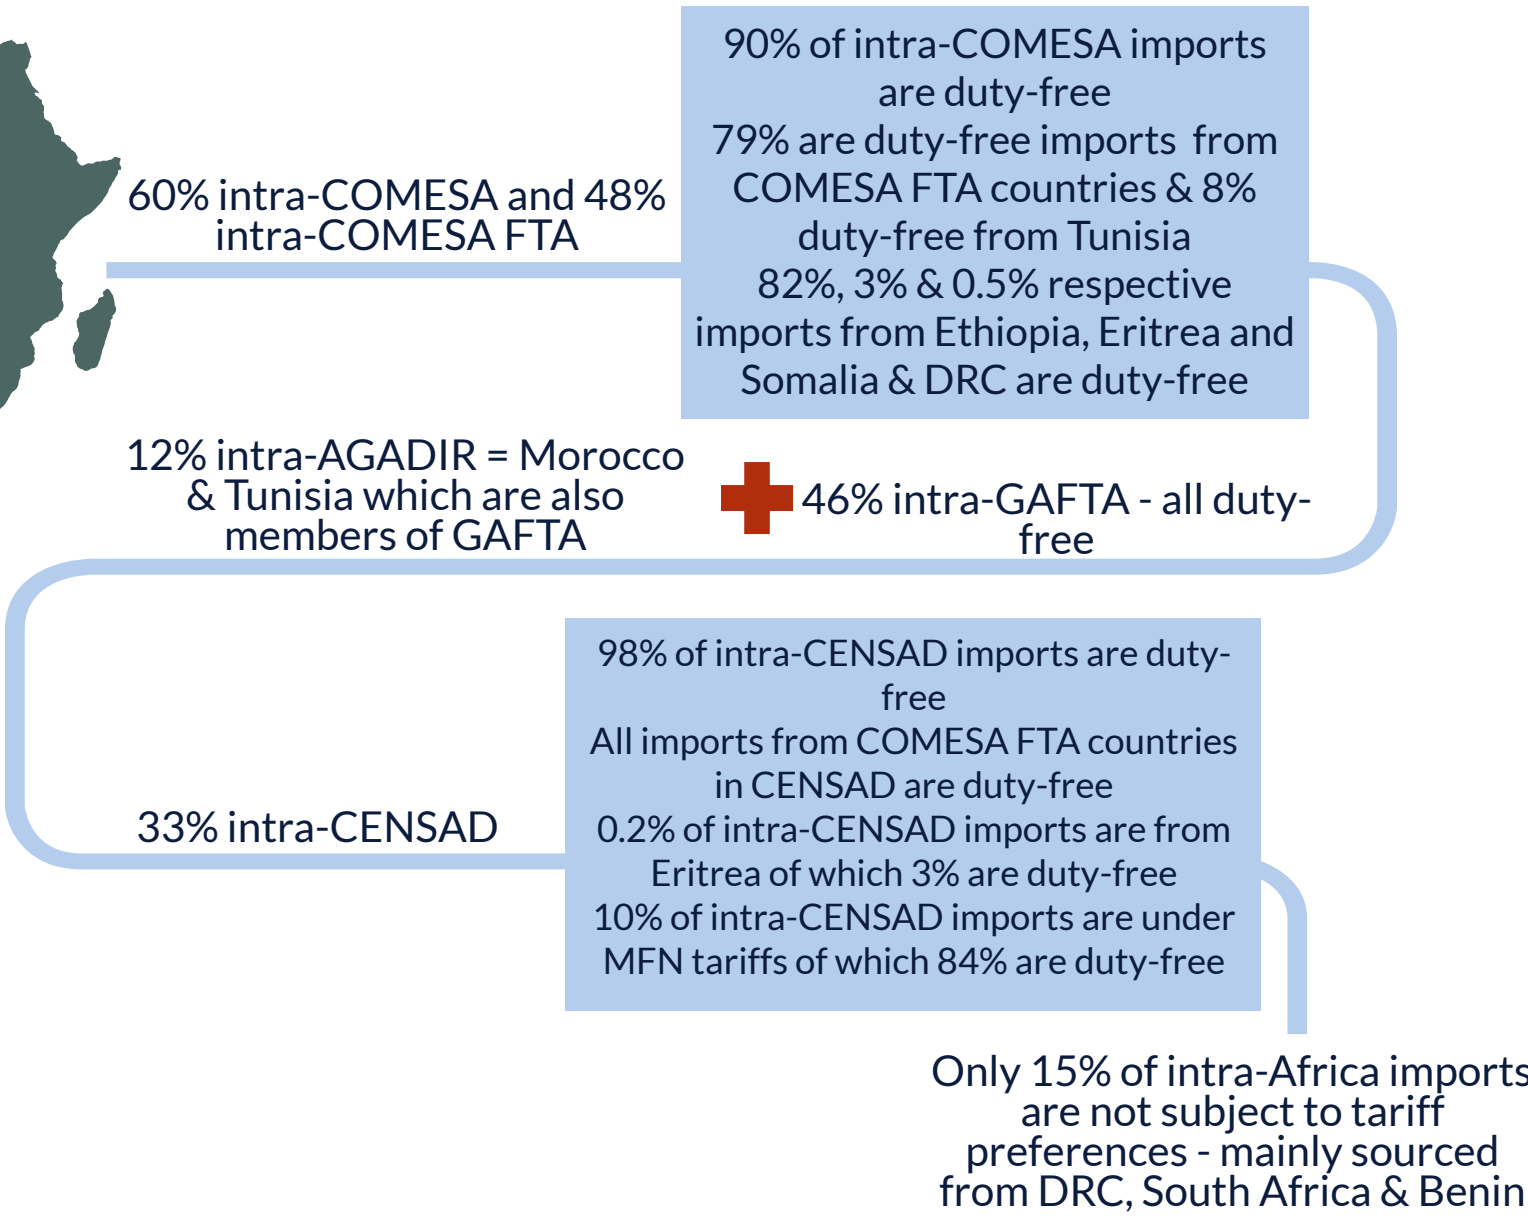 90% of intra-COMESA imports
are duty-free
79% are duty-free imports from
COMESA FTA countries & 8%
duty-free from Tunisia
82%, 3% & 0.5% respective
imports from Ethiopia, Eritrea and
Somalia & DRC are duty-free
60% intra-COMESA and 48%
intra-COMESA FTA
12% intra-AGADIR = Morocco
& Tunisia which are also
members of GAFTA
46% intra-GAFTA - all duty-
free
98% of intra-CENSAD imports are duty-
free
All imports from COMESA FTA countries
in CENSAD are duty-free
0.2% of intra-CENSAD imports are from
Eritrea of which 3% are duty-free
10% of intra-CENSAD imports are under
MFN tariffs of which 84% are duty-free
33% intra-CENSAD
Only 15% of intra-Africa imports
are not subject to tariff
preferences - mainly sourced
from DRC, South Africa & Benin